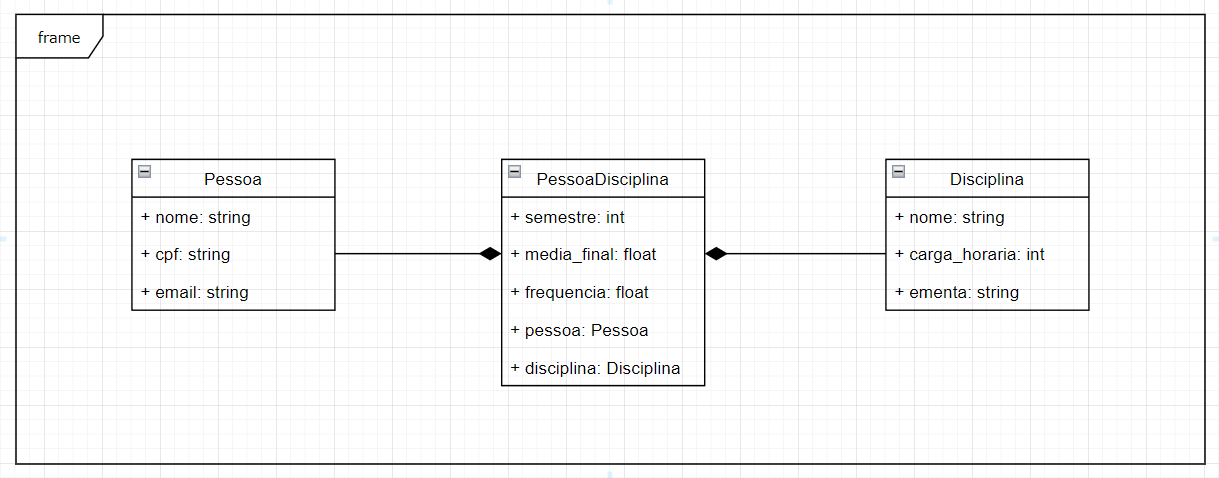 frame
Pessoa
+ nome: string
+ cpf: string
+ email: string
PessoaDisciplina
+ semestre: int
+ media_final: float
+ frequencia: float
+ pessoa: Pessoa
+ disciplina: Disciplina
Disciplina
+ nome: string
+ carga_horaria: int
+ ementa: string